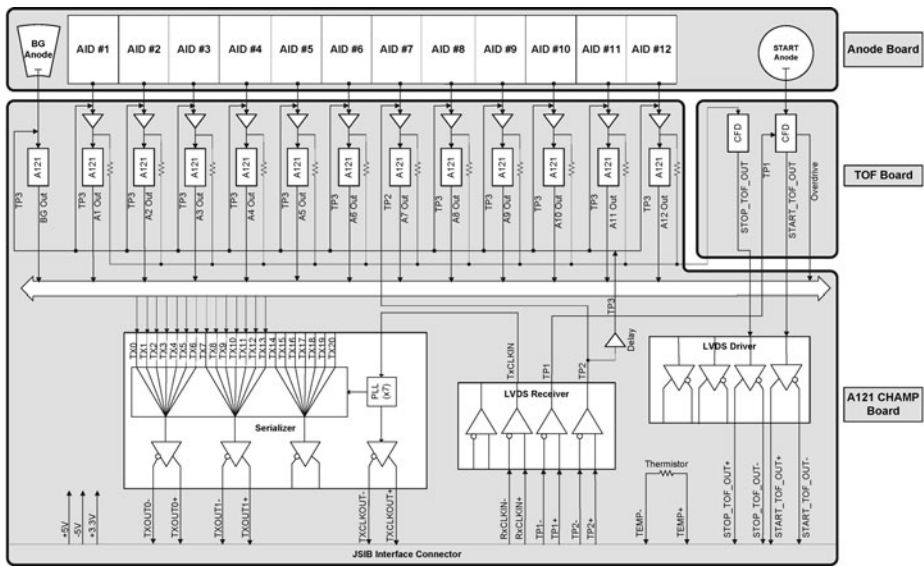 BG
Anode
AID #1
AID #2
AID #3
AID #4
AID #5
AID #6
AID #7
AID #8
AID #9
AID #10
AID #11
AID #12
START
Anode
Anode Board
A121
A121
A121
A121
A121
A121
A121
A121
A121
A121
A121
A121
A121
CFD
CFD
TOF Board
TP3
BG Out
TP3
A1 Out
TP3
A2 Out
TP3
A3 Out
TP3
A4 Out
TP3
A5 Out
TP3
A6 Out
TP2
A7 Out
TP3
A8 Out
TP3
A9 Out
TP3
A10 Out
TP3
A11 Out
TP3
A12 Out
STOP_TOF_OUT
TP1
START_TOF_OUT
Overdrive
TX0
TX1
TX2
TX3
TX4
TX5
TX6
TX7
TX8
TX9
TX10
TX11
TX12
TX13
TX14
TX15
TX16
TX17
TX18
TX19
TX20
PLL
(x7)
Serializer
TxCLKIN
TP1
TP2
TP3
Delay
LVDS Receiver
LVDS Driver
A121 CHAMP
Board
Thermistor
+5V
-5V
+3.3V
TXOUT0-
TXOUT0+
TXOUT1-
TXOUT1+
TXCLKOUT-
TXCLKOUT+
RxCLKIN-
RxCLKIN+
TP1-
TP1+
TP2-
TP2+
TEMP-
TEMP+
STOP_TOF_OUT+
STOP_TOF_OUT-
START_TOF_OUT+
START_TOF_OUT-
JSIB Interface Connector